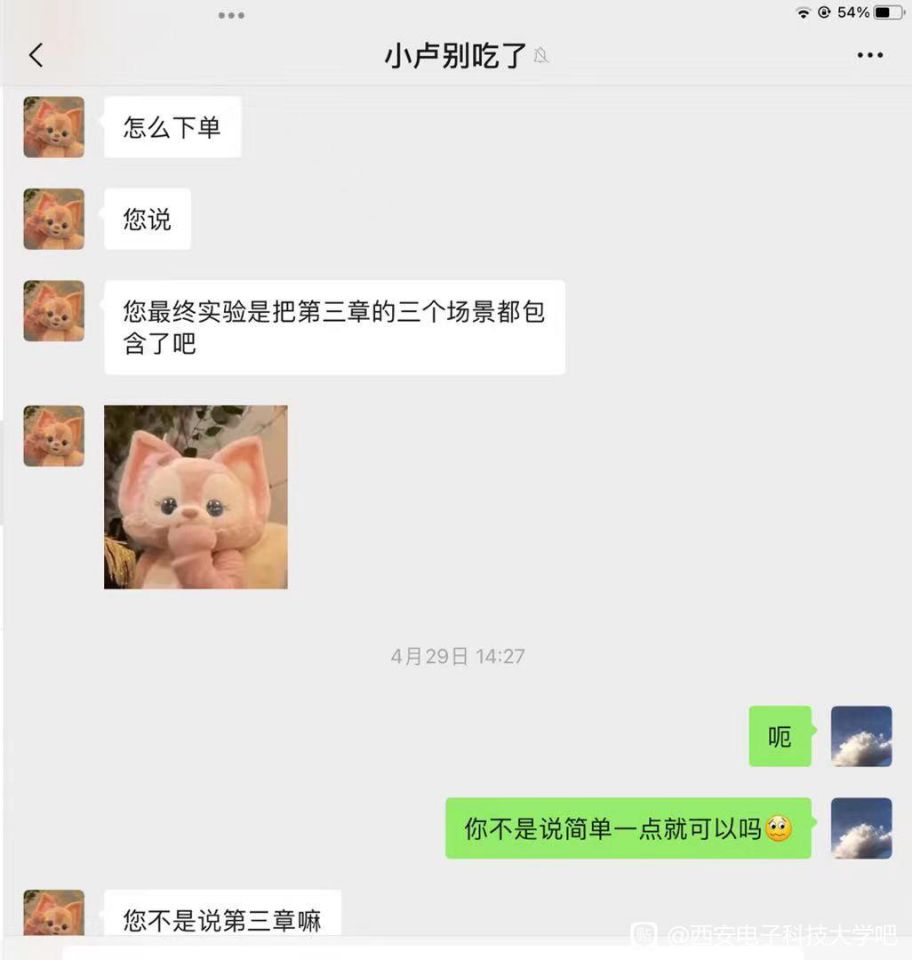 54%
小卢别吃了
怎么下单
您说
您最终实验是把第三章的三个场景都包
含了吧
4月29日 14:27
呃
你不是说简单一点就可以吗
您不是说第三章嘛
贴 @西安电子科技大学吧